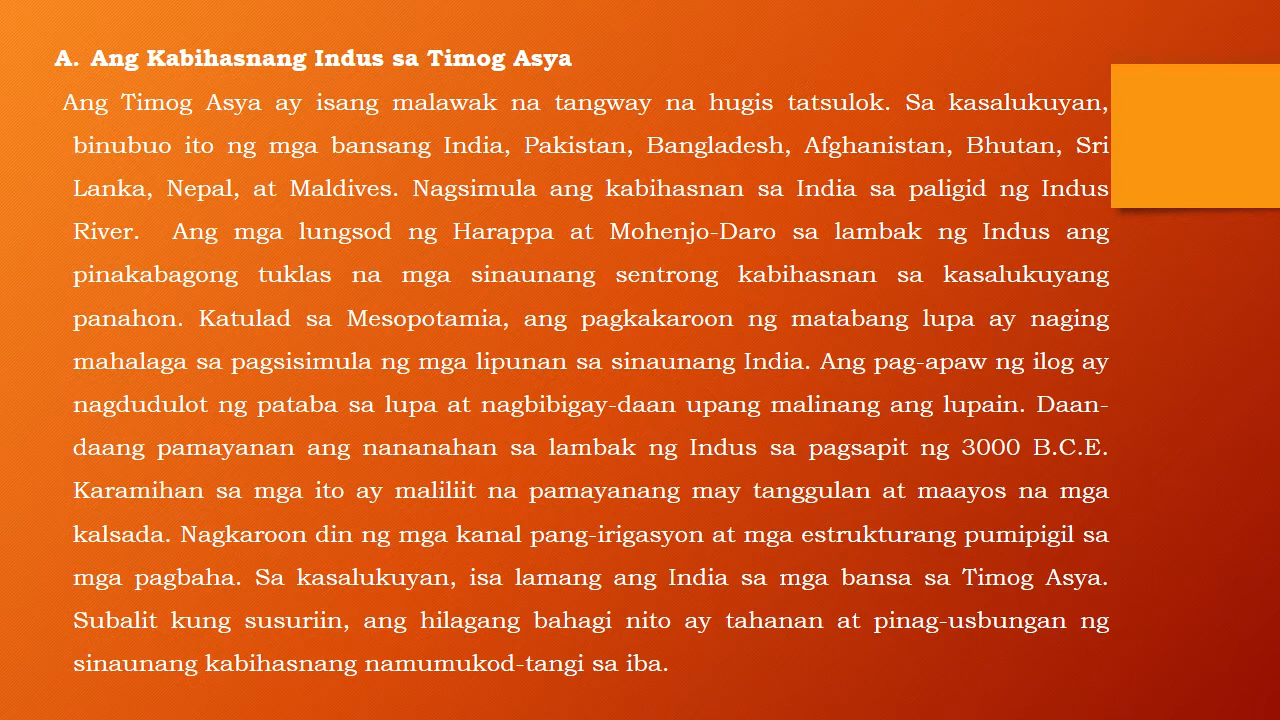 A. Ang Kabihasnang Indus sa Timog Asya
Ang Timog Asya ay isang malawak na tangway na hugis tatsulok. Sa kasalukuyan,
binubuo ito ng mga bansang India, Pakistan, Bangladesh, Afghanistan, Bhutan, Sri
Lanka, Nepal, at Maldives. Nagsimula ang kabihasnan sa India sa paligid ng Indus
River. Ang mga lungsod ng Harappa at Mohenjo-Daro sa lambak ng Indus ang
pinakabagong tuklas na mga sinaunang sentrong kabihasnan sa kasalukuyang
panahon. Katulad sa Mesopotamia, ang pagkakaroon ng matabang lupa ay naging
mahalaga sa pagsisimula ng mga lipunan sa sinaunang India. Ang pag-apaw ng ilog ay
nagdudulot ng pataba sa lupa at nagbibigay-daan upang malinang ang lupain. Daan-
daang pamayanan ang nananahan sa lambak ng Indus sa pagsapit ng 3000 B.C.E.
Karamihan sa mga ito ay maliliit na pamayanang may tanggulan at maayos na mga
kalsada. Nagkaroon din ng mga kanal pang-irigasyon at mga estrukturang pumipigil sa
mga pagbaha. Sa kasalukuyan, isa lamang ang India sa mga bansa sa Timog Asya.
Subalit kung susuriin, ang hilagang bahagi nito ay tahanan at pinag-usbungan ng
sinaunang kabihasnang namumukod-tangi sa iba.